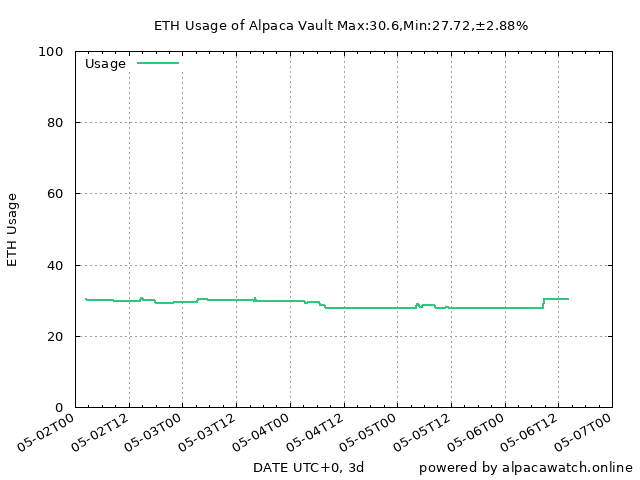 ETH Usage of Alpaca Vault Max:30.6,Min:27.72,±2.88%
Usage
100
80
60
40
20
0
ETH Usage
05-02T00
05-02T12
05-03T00
05-03T12
05-04T00
05-04T12
05-05T00
05-05T12
05-06T00
05-06T12
05-07T00
DATE UTC+0, 3d
powered by alpacawatch.online